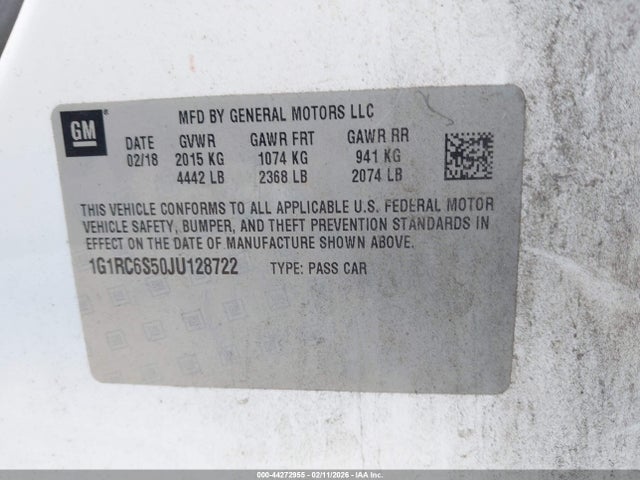 GM
MFD BY GENERAL MOTORS LLC
DATE GVWR GAWR FRT GAWR RR
02/18 2015 KG 1074 KG 941 KG
4442 LB 2368 LB 2074 LB
THIS VEHICLE CONFORMS TO ALL APPLICABLE U.S. FEDERAL MOTOR
VEHICLE SAFETY, BUMPER, AND THEFT PREVENTION STANDARDS IN
EFFECT ON THE DATE OF MANUFACTURE SHOWN ABOVE.
1G1RC6S50JU128722 TYPE: PASS CAR
000-44272955 - 02/11/2026 - IAAI.COM